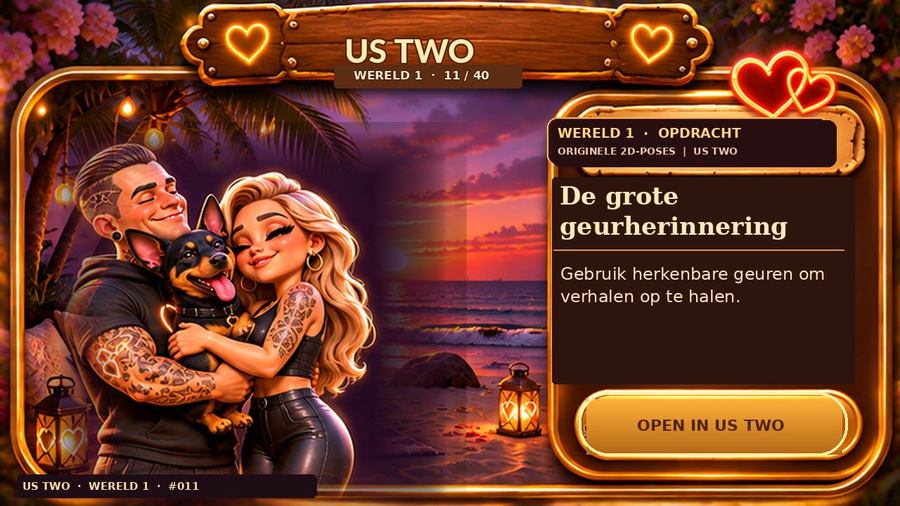 US TWO
WERELD 1 · 11 / 40
WERELD 1 · OPDRACHT
ORIGINELE 2D-POSES | US TWO
De grote
geurherinnering
Gebruik herkenbare geuren om
verhalen op te halen.
OPEN IN US TWO
US TWO · WERELD 1 · #011